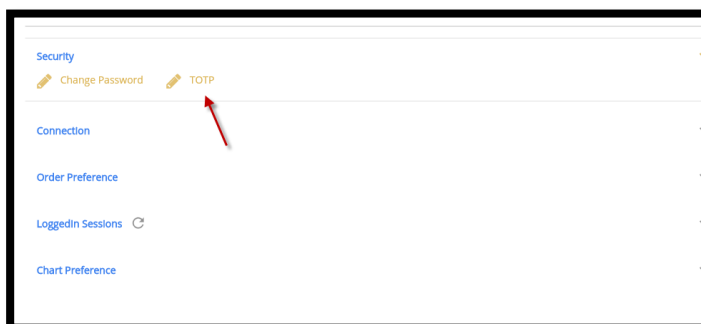 Security
Change Password TOTP
Connection
Order Preference
LoggedIn Sessions
Chart Preference